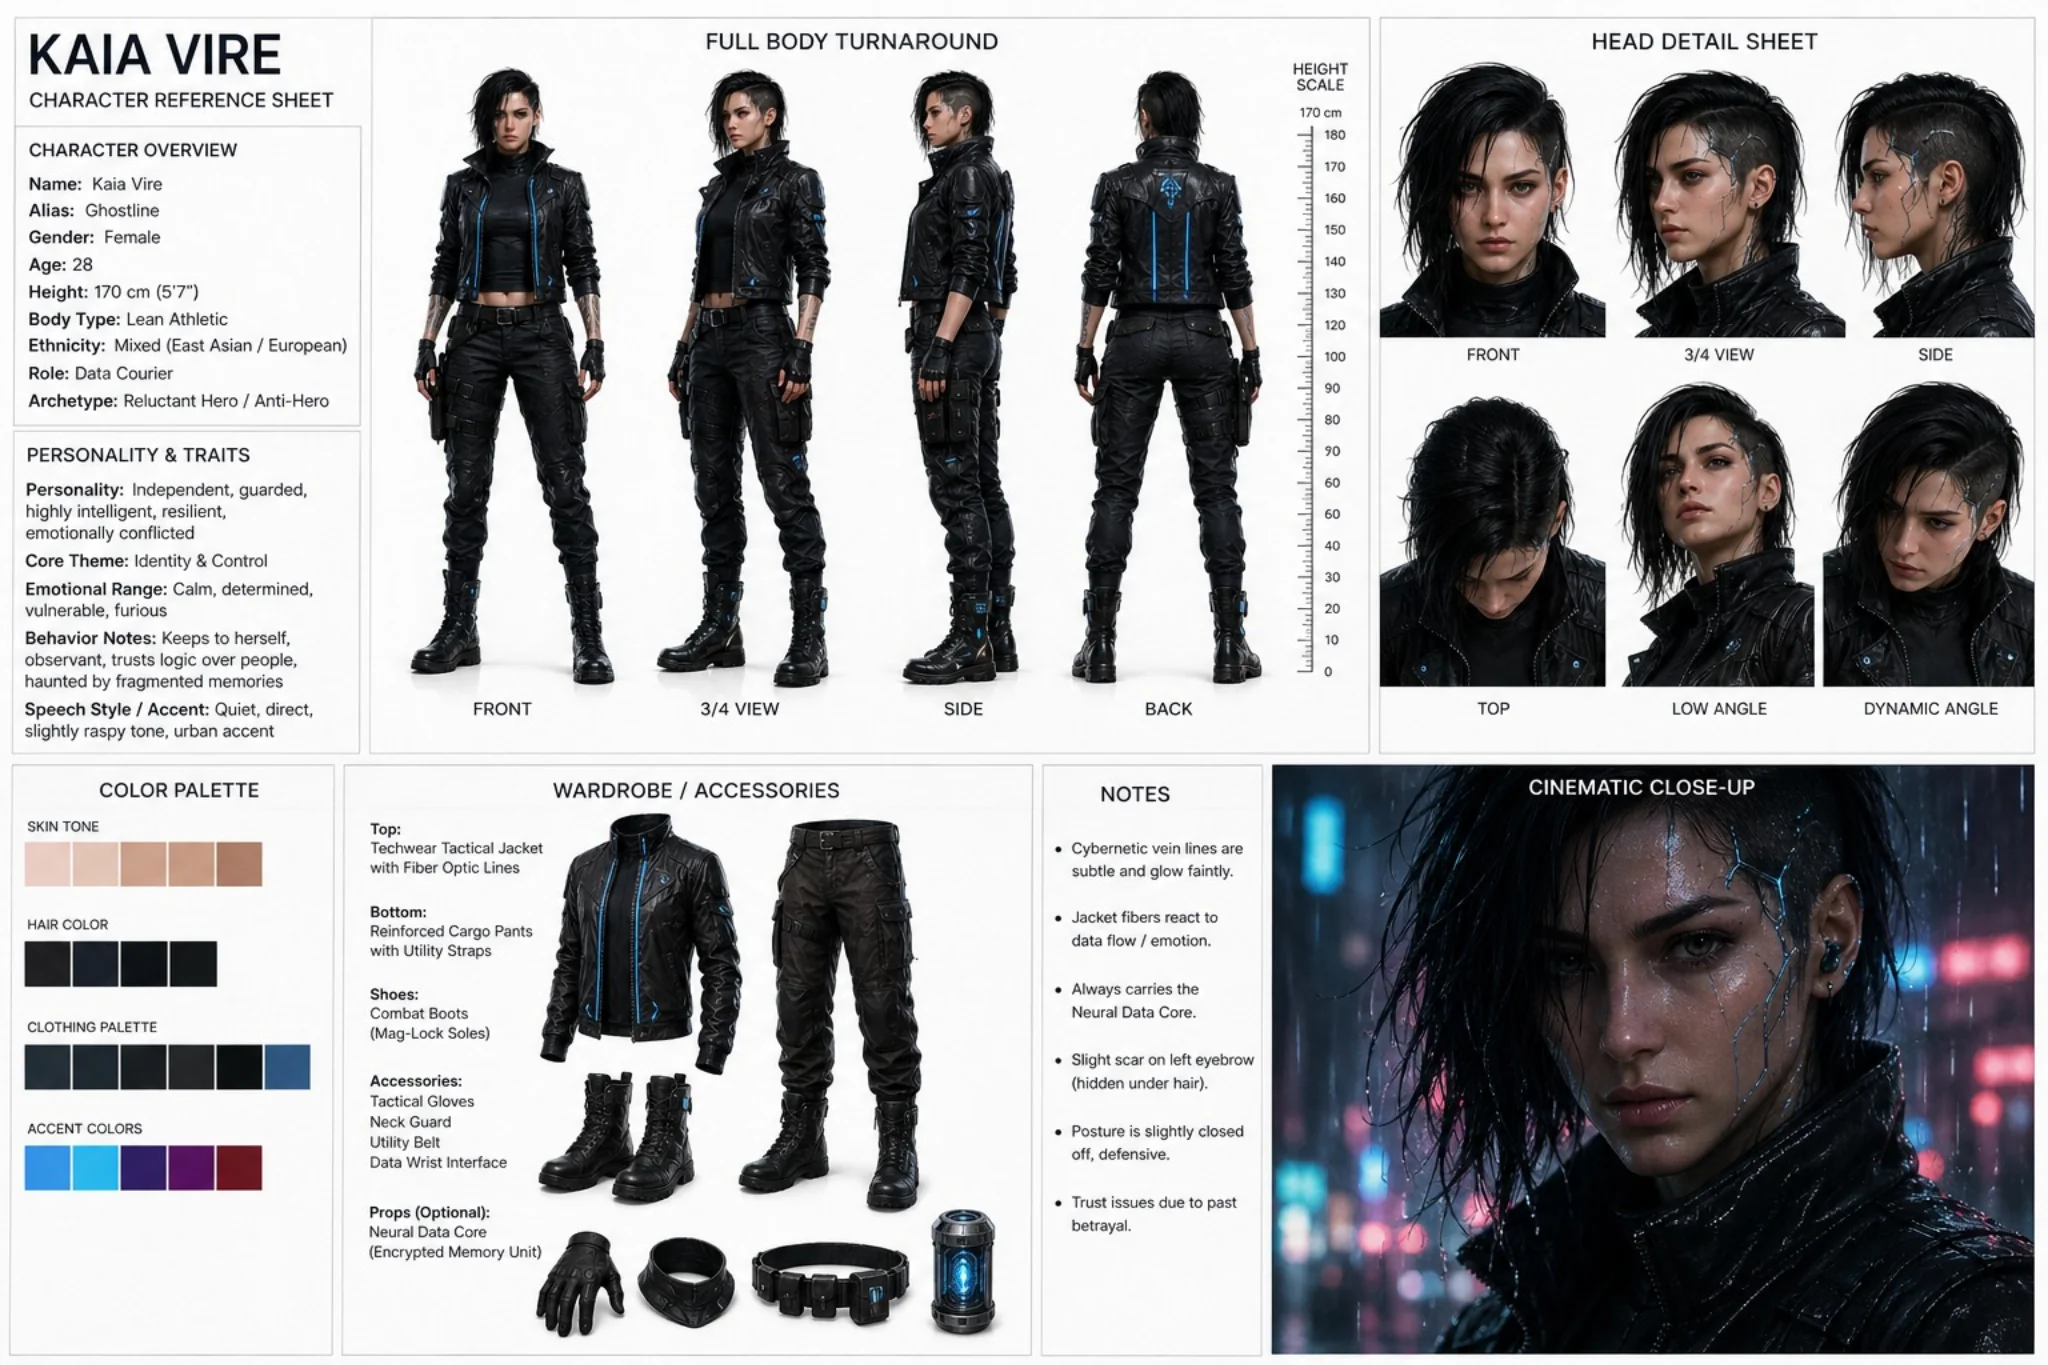 KAIA VIRE
CHARACTER REFERENCE SHEET
CHARACTER OVERVIEW
Name: Kaia Vire
Alias: Ghostline
Gender: Female
Age: 28
Height: 170 cm (5'7")
Body Type: Lean Athletic
Ethnicity: Mixed (East Asian / European)
Role: Data Courier
Archetype: Reluctant Hero / Anti-Hero
PERSONALITY & TRAITS
Personality: Independent, guarded,
highly intelligent, resilient,
emotionally conflicted
Core Theme: Identity & Control
Emotional Range: Calm, determined,
vulnerable, furious
Behavior Notes: Keeps to herself,
observant, trusts logic over people,
haunted by fragmented memories
Speech Style / Accent: Quiet, direct,
slightly raspy tone, urban accent
FULL BODY TURNAROUND
HEIGHT
SCALE
170 cm
180
170
160
150
140
130
120
100
90
80
70
60
60
40
30
20
10
0
FRONT
3/4 VIEW
SIDE
BACK
HEAD DETAIL SHEET
FRONT
3/4 VIEW
SIDE
TOP
LOW ANGLE
DYNAMIC ANGLE
COLOR PALETTE
SKIN TONE
HAIR COLOR
CLOTHING PALETTE
ACCENT COLORS
WARDROBE / ACCESSORIES
Top:
Techwear Tactical Jacket
with Fiber Optic Lines
Bottom:
Reinforced Cargo Pants
with Utility Straps
Shoes:
Combat Boots
(Mag-Lock Soles)
Accessories:
Tactical Gloves
Neck Guard
Utility Belt
Data Wrist Interface
Props (Optional):
Neural Data Core
(Encrypted Memory Unit)
NOTES
• Cybernetic vein lines are
subtle and glow faintly.
• Jacket fibers react to
data flow / emotion.
• Always carries the
Neural Data Core.
• Slight scar on left eyebrow
(hidden under hair).
• Posture is slightly closed
off, defensive.
• Trust issues due to past
betrayal.
CINEMATIC CLOSE-UP